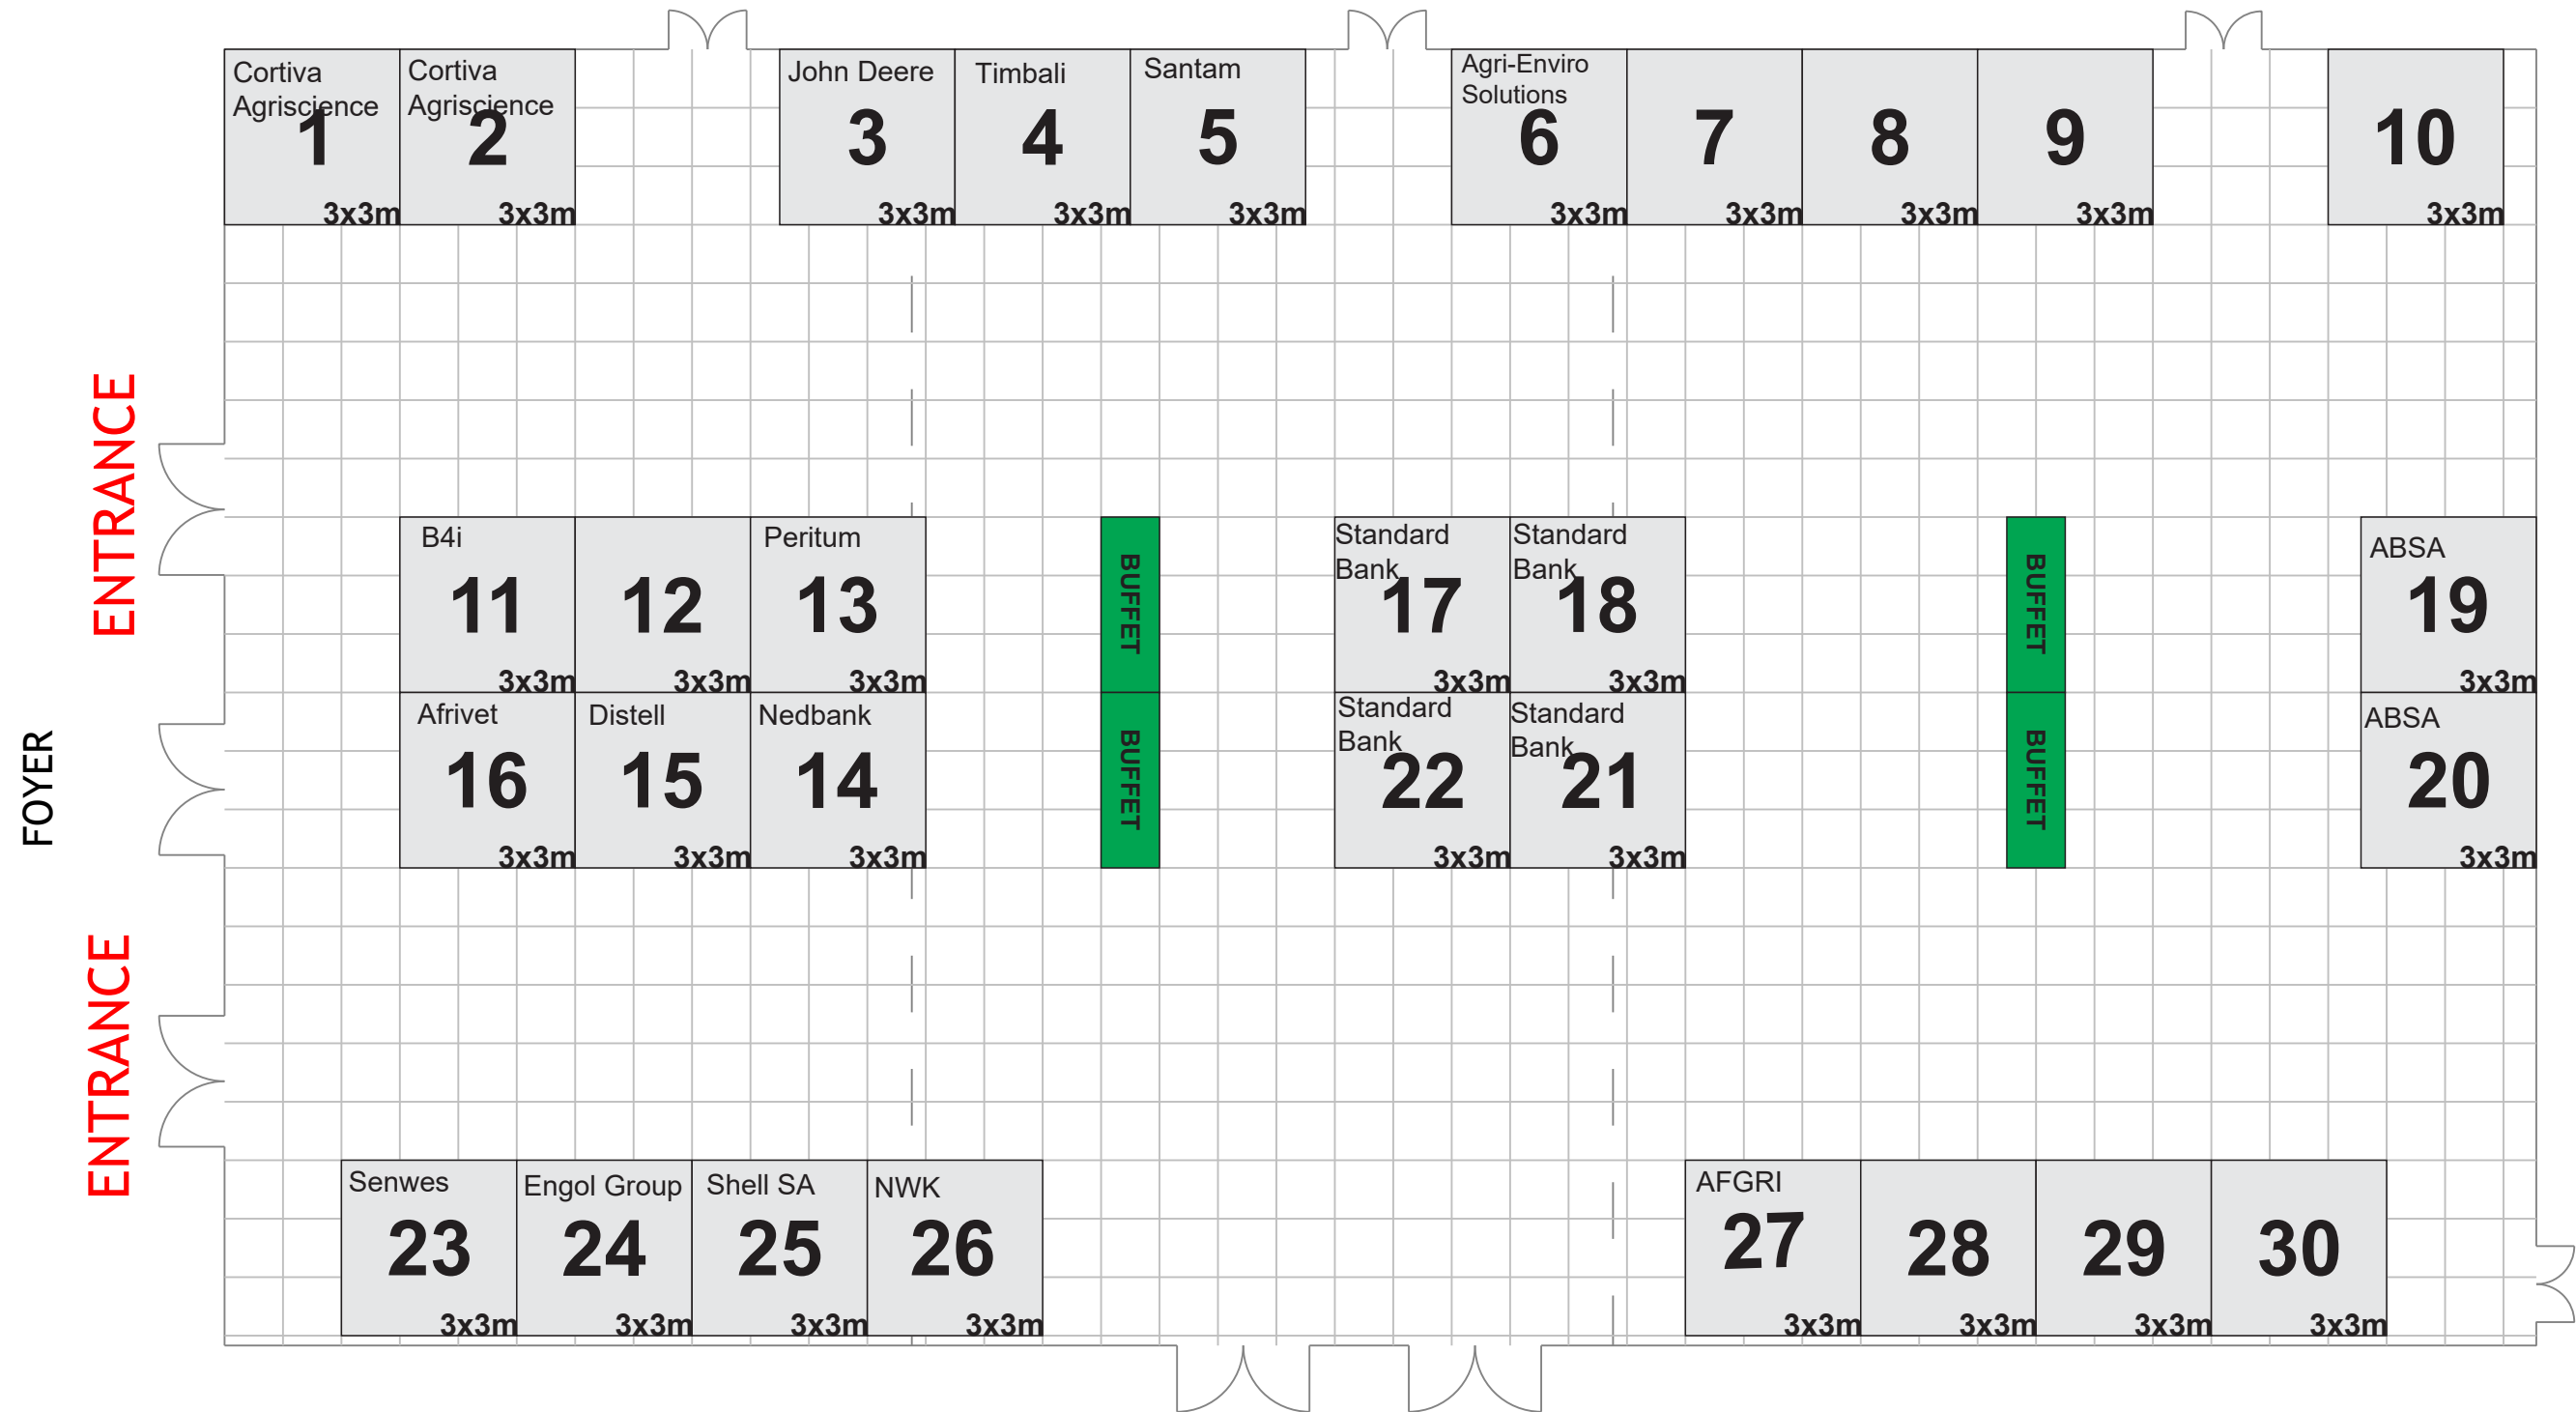 Cortiva
Agriscience
1
3x3m
Cortiva
Agriscience
2
3x3m
John Deere
3
3x3m
Timbali
4
3x3m
Santam
5
3x3m
Agri-Enviro
Solutions
6
3x3m
7
3x3m
8
3x3m
9
3x3m
10
3x3m
ENTRANCE
FOYER
ENTRANCE
B4i
11
3x3m
12
3x3m
Peritum
13
3x3m
BUFFET
Standard
Bank
17
3x3m
Standard
Bank
18
3x3m
BUFFET
ABSA
19
3x3m
Afrivet
16
3x3m
Distell
15
3x3m
Nedbank
14
3x3m
BUFFET
Standard
Bank
22
3x3m
Standard
Bank
21
3x3m
BUFFET
ABSA
20
3x3m
Senwes
23
3x3m
Engol Group
24
3x3m
Shell SA
25
3x3m
NWK
26
3x3m
AFGRI
27
3x3m
28
3x3m
29
3x3m
30
3x3m